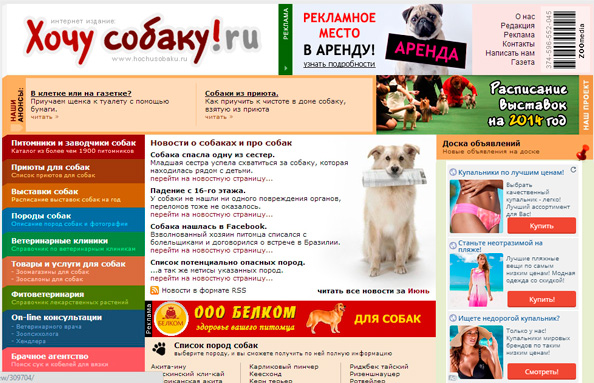 интернет издание
Хочу собаку!ru
www.hochusobaku.ru
РЕКЛАМА
РЕКЛАМНОЕ
МЕСТО
В АРЕНДУ!
узнать подробности
АРЕНДА
О нас
Редакция
Реклама
Контакты
Написать нам
Газета
374-598-552-045
ZOOmedia
НАШИ
АНОНСЫ:
В клетке или на газетке?
Приучаем щенка к туалету с помощью
бумаги.
читать »
Собаки из приюта.
Как приучить к чистоте в доме собаку,
взятую из приюта
читать »
Расписание
Выставок
на 2014 год
НАШ ПРОЕКТ
Питомники и заводчики собак
Каталог из более чем 1900 питомников
Приюты для собак
Список приютов для собак
Выставки собак
Расписание выставок собак на год
Породы собак
Описание пород собак и фотографии
Ветеринарные клиники
Справочник по ветеринарным клиникам
Товары и услуги для собак
- Зоомагазины для собак
- Зоосалоны для собак
Фитоветеринария
Справочник лекарственных растений
On-line консультации
- Ветеринарного врача
- Зоопсихолога
- Хендлера
Брачное агентство
Поиск сук и кобелей для вязки
ew/309704/
Новости о собаках и про собак
Собака спасла одну из сестер.
Младшая сестра успела схватиться за собаку, которая
находилась рядом с детьми.
перейти на новостную страницу...
Падение с 16-го этажа.
У собаки не нашли ни одного повреждения органов,
перелома тоже не оказалось.
перейти на новостную страницу...
Собака нашлась в Facebook.
Взволнованный хозяин питомца списался с
болельщиками и договорился о встрече в Бразилии.
перейти на новостную страницу...
Список потенциально опасных пород.
...а так же метисы указанных пород.
перейти на новостную страницу...
Новости в формате RSS
читать все новости за Июнь
Реклама
БЕЛКОМ
ООО БЕЛКОМ
здоровье вашего питомца
ДЛЯ СОБАК
Список пород собак
выберите породу, и вы сможете получить по ней полную информацию
Акита-ину
Карликовый пинчер
Риджбек тайский
Кеесхонд
Ризеншнауцер
Керн терьер
Ротвейлер
Доска объявлений
Новые объявления на доске
Купальники по лучшим ценам!
Выбрать
качественный
купальник - легко!
Лучший ассортимент
для Вас!
Купить
Станьте неотразимой на
пляже!
Лучшие пляжные
вещи по самым
низким ценам! Модная
одежда со скидкой!
Купить!
Ищете недорогой купальник?
Только у нас!
Купальники мировых
брендов по таким
низким ценам!
Смотреть!